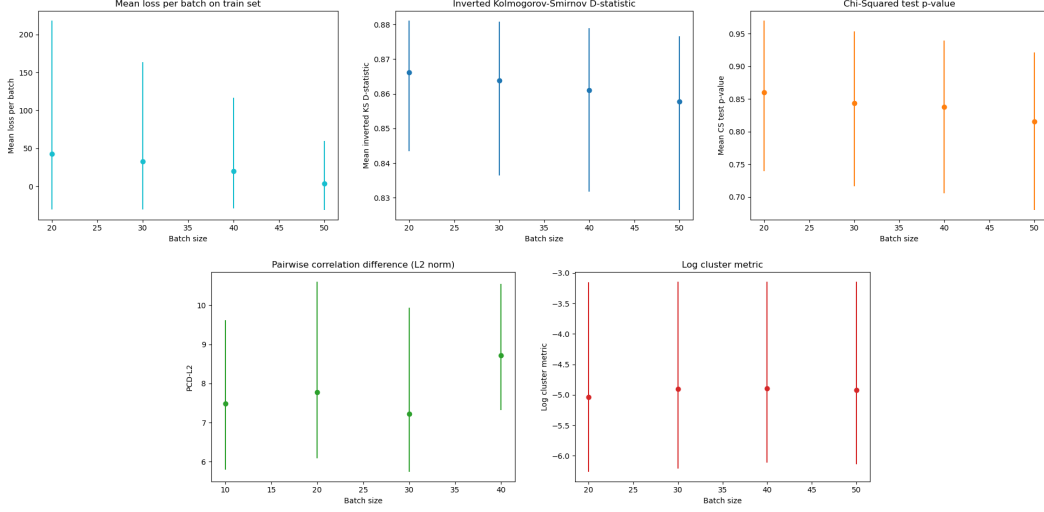 Mean loss per batch on train set
Mean loss per batch
200
150
100
50
0
20 25 30 35 40 45 50
Batch size
Inverted Kolmogorov-Smirnov D-statistic
Mean inverted KS D-statistic
0.88
0.87
0.86
0.85
0.84
0.83
20 25 30 35 40 45 50
Batch size
Chi-Squared test p-value
Mean CS test p-value
0.95
0.90
0.85
0.80
0.75
0.70
20 25 30 35 40 45 50
Batch size
Pairwise correlation difference (L2 norm)
PCD-L2
10
9
8
7
6
10 15 20 25 30 35 40
Batch size
Log cluster metric
Log cluster metric
−3.0
−3.5
−4.0
−4.5
−5.0
−5.5
−6.0
20 25 30 35 40 45 50
Batch size